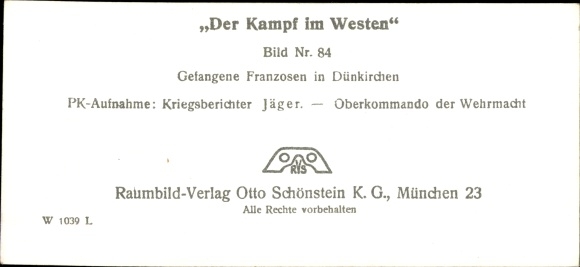 „Der Kampf im Westen“
Bild Nr. 84
Gefangene Franzosen in Dünkirchen
PK-Aufnahme: Kriegsberichter Jäger. — Oberkommando der Wehrmacht
RVS
Raumbild-Verlag Otto Schönstein K. G., München 23
Alle Rechte vorbehalten
W 1039 L